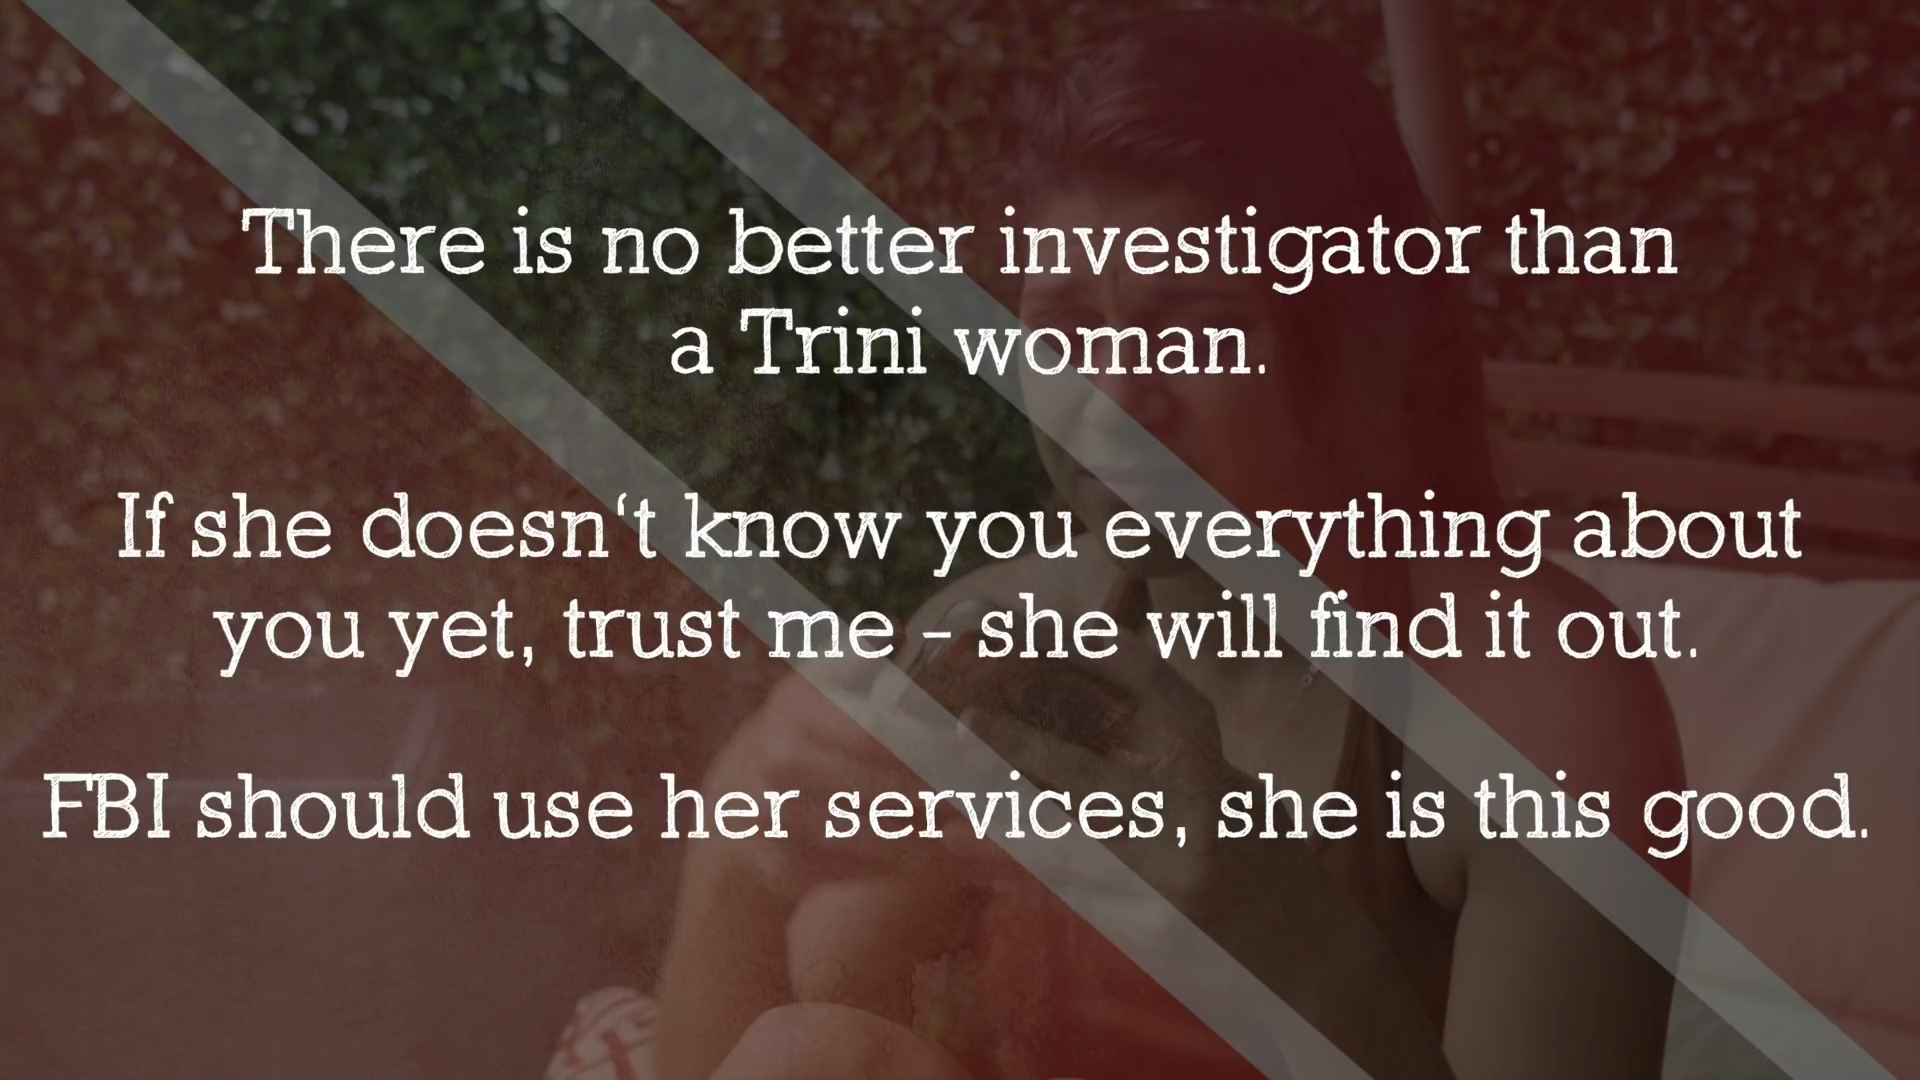 There is no better investigator than
a Trini woman.
If she doesn‘t know you everything about
you yet, trust me - she will find it out.
FBI should use her services, she is this good.